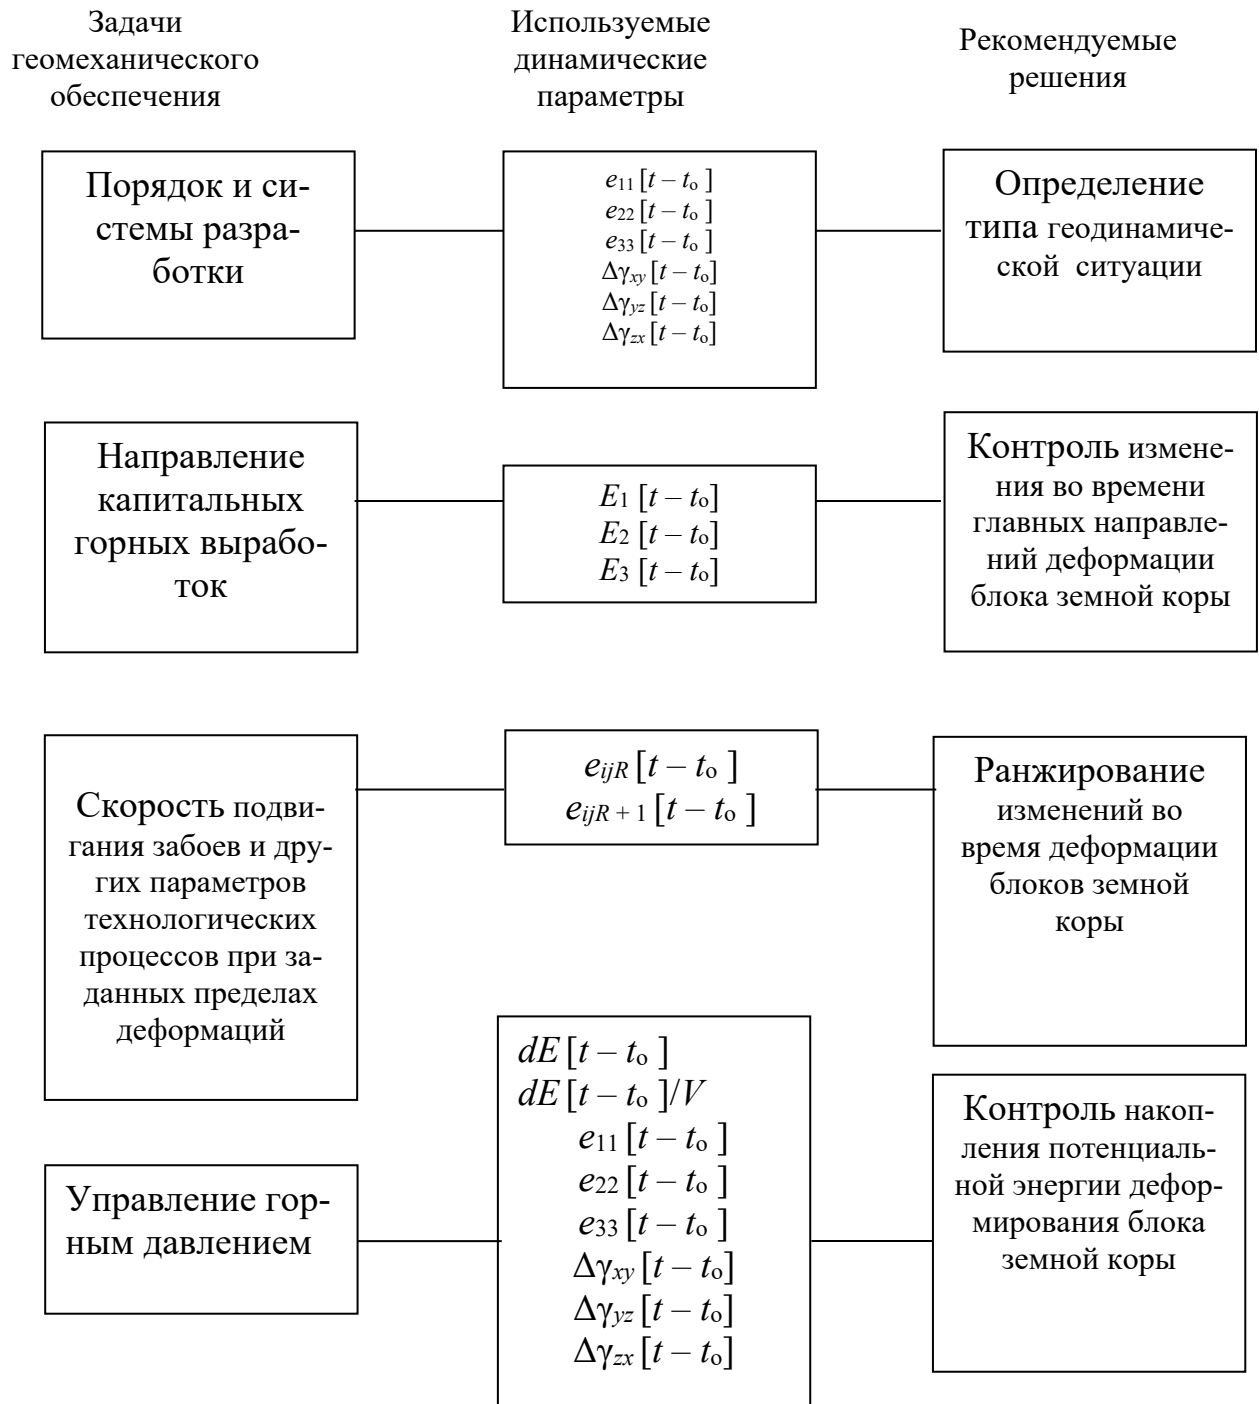 Задачи
геомеханического
обеспечения
Используемые
динамические
параметры
Рекомендуемые
решения
Порядок и си-
стемы разра-
ботки
e₁₁ [t – tₒ ]
e₂₂ [t – tₒ ]
e₃₃ [t – tₒ ]
Δγxy [t – tₒ]
Δγyz [t – tₒ]
Δγzx [t – tₒ]
Определение
типа геодинамиче-
ской ситуации
Направление
капитальных
горных вырабо-
ток
E₁ [t – tₒ]
E₂ [t – tₒ]
E₃ [t – tₒ]
Контроль измене-
ния во времени
главных направле-
ний деформации
блока земной коры
Скорость подви-
гания забоев и дру-
гих параметров
технологических
процессов при за-
данных пределах
деформаций
eijR [t – tₒ ]
eijR + 1 [t – tₒ ]
Ранжирование
изменений во
время деформации
блоков земной
коры
Управление гор-
ным давлением
dE [t – tₒ ]
dE [t – tₒ ]/V
e₁₁ [t – tₒ ]
e₂₂ [t – tₒ ]
e₃₃ [t – tₒ ]
Δγxy [t – tₒ]
Δγyz [t – tₒ]
Δγzx [t – tₒ]
Контроль накоп-
ления потенциаль-
ной энергии дефор-
мирования блока
земной коры